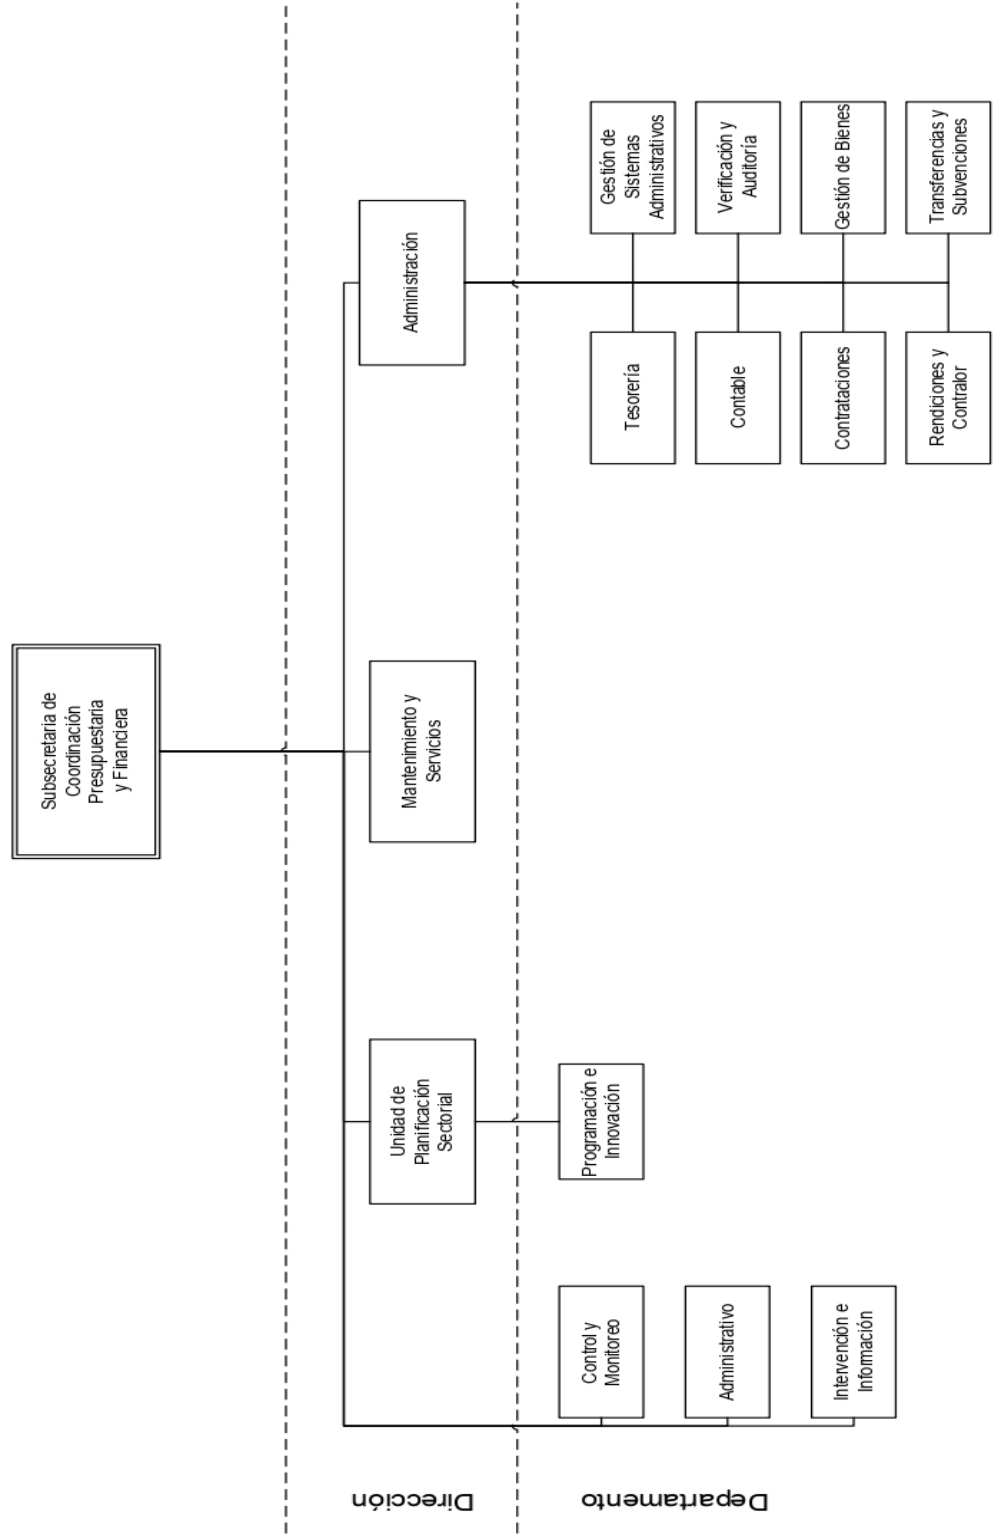 Subsecretaria de
Coordinación
Presupuestaria
y Financiera
Dirección
Unidad de
Planificación
Sectorial
Mantenimiento y
Servicios
Administración
Departamento
Control y
Monitoreo
Administrativo
Intervención e
Información
Programación e
Innovación
Tesorería
Gestión de
Sistemas
Administrativos
Contable
Verificación y
Auditoría
Contrataciones
Gestión de Bienes
Rendiciones y
Contralor
Transferencias y
Subvenciones